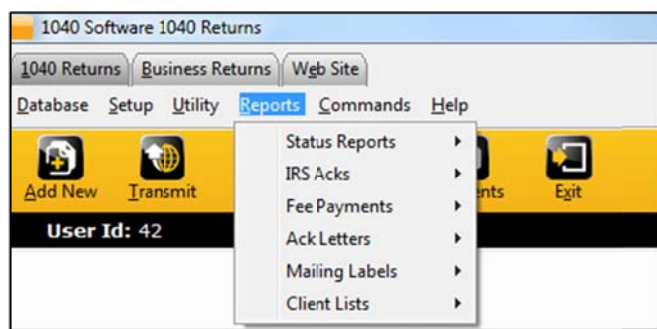 1040 Software 1040 Returns
1040 Returns Business Returns Web Site
Database Setup Utility Reports Commands Help
Status Reports
IRS Acks
Fee Payments
Ack Letters
Mailing Labels
Client Lists
Add New Transmit Exit
User Id: 42